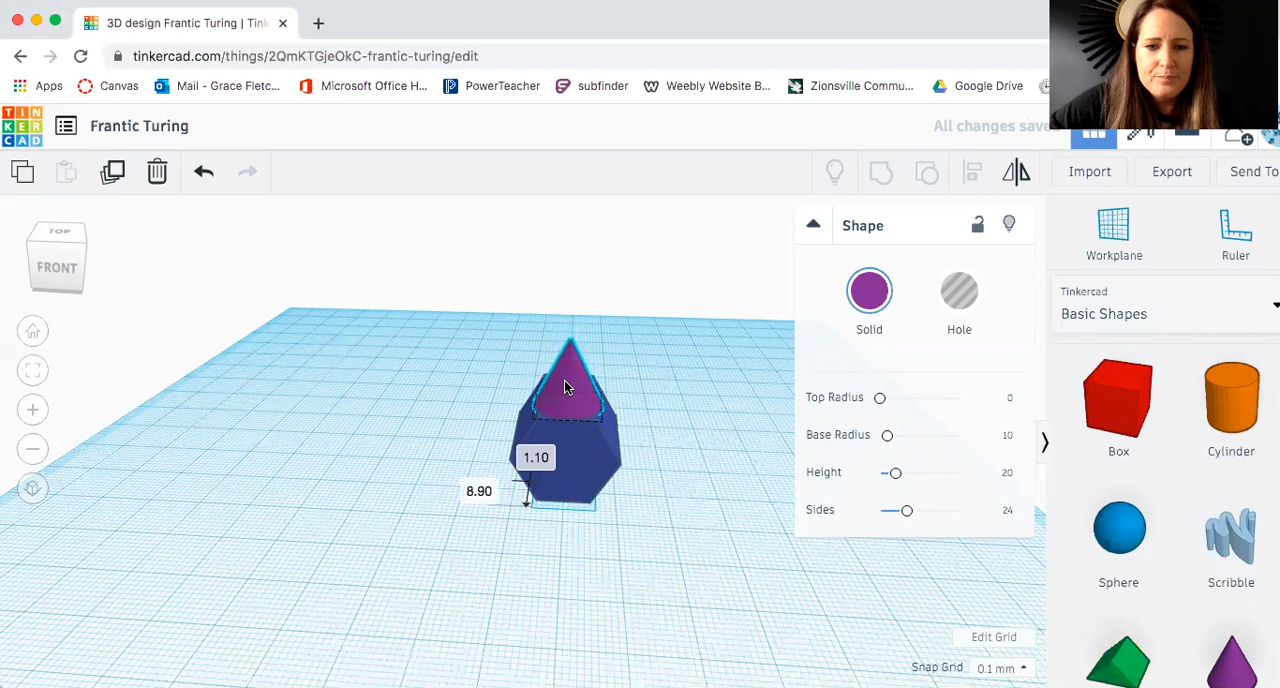 3D design Frantic Turing | Tink
tinkercad.com/things/2QmKTGjeOkC-frantic-turing/edit
Apps Canvas Mail - Grace Fletc... Microsoft Office H... PowerTeacher subfinder Weebly Website B... Zionsville Commu... Google Drive
TIN
KER
CAD
Frantic Turing
All changes save
Import Export Send To
TOP
FRONT
Shape
Solid Hole
Top Radius 0
Base Radius 10
Height 20
Sides 24
1.10
8.90
Workplane Ruler
Tinkercad
Basic Shapes
Box Cylinder
Sphere Scribble
Edit Grid
Snap Grid 0.1 mm